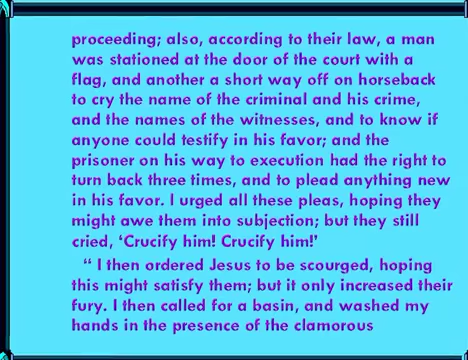 proceeding; also, according to their law, a man
was stationed at the door of the court with a
flag, and another a short way off on horseback
to cry the name of the criminal and his crime,
and the names of the witnesses, and to know if
anyone could testify in his favor; and the
prisoner on his way to execution had the right to
turn back three times, and to plead anything new
in his favor. I urged all these pleas, hoping they
might awe them into subjection; but they still
cried, ‘Crucify him! Crucify him!’
“ I then ordered Jesus to be scourged, hoping
this might satisfy them; but it only increased their
fury. I then called for a basin, and washed my
hands in the presence of the clamorous